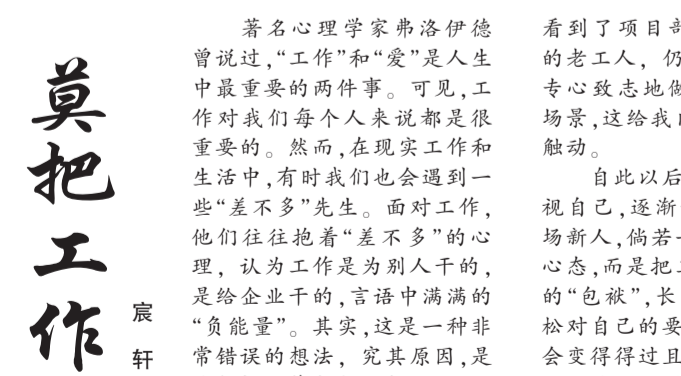 莫把工作
宸轩
著名心理学家弗洛伊德
曾说过,“工作”和“爱”是人生
中最重要的两件事。可见,工
作对我们每个人来说都是很
重要的。然而,在现实工作和
生活中,有时我们也会遇到一
些“差不多”先生。面对工作,
他们往往抱着“差不多”的心
理,认为工作是为别人干的,
是给企业干的,言语中满满的
“负能量”。其实,这是一种非
常错误的想法,究其原因,是
看到了项目部
的老工人,仍
专心致志地做
场景,这给我
触动。
自此以后
视自己,逐渐
场新人,倘若
心态,而是把
的“包袱”,长
松对自己的要
会变得得过且